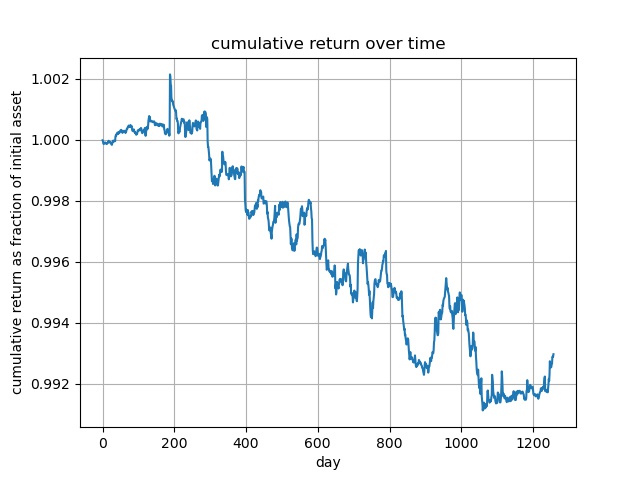 cumulative return over time
cumulative return as fraction of initial asset
1.002
1.000
0.998
0.996
0.994
0.992
0 200 400 600 800 1000 1200
day